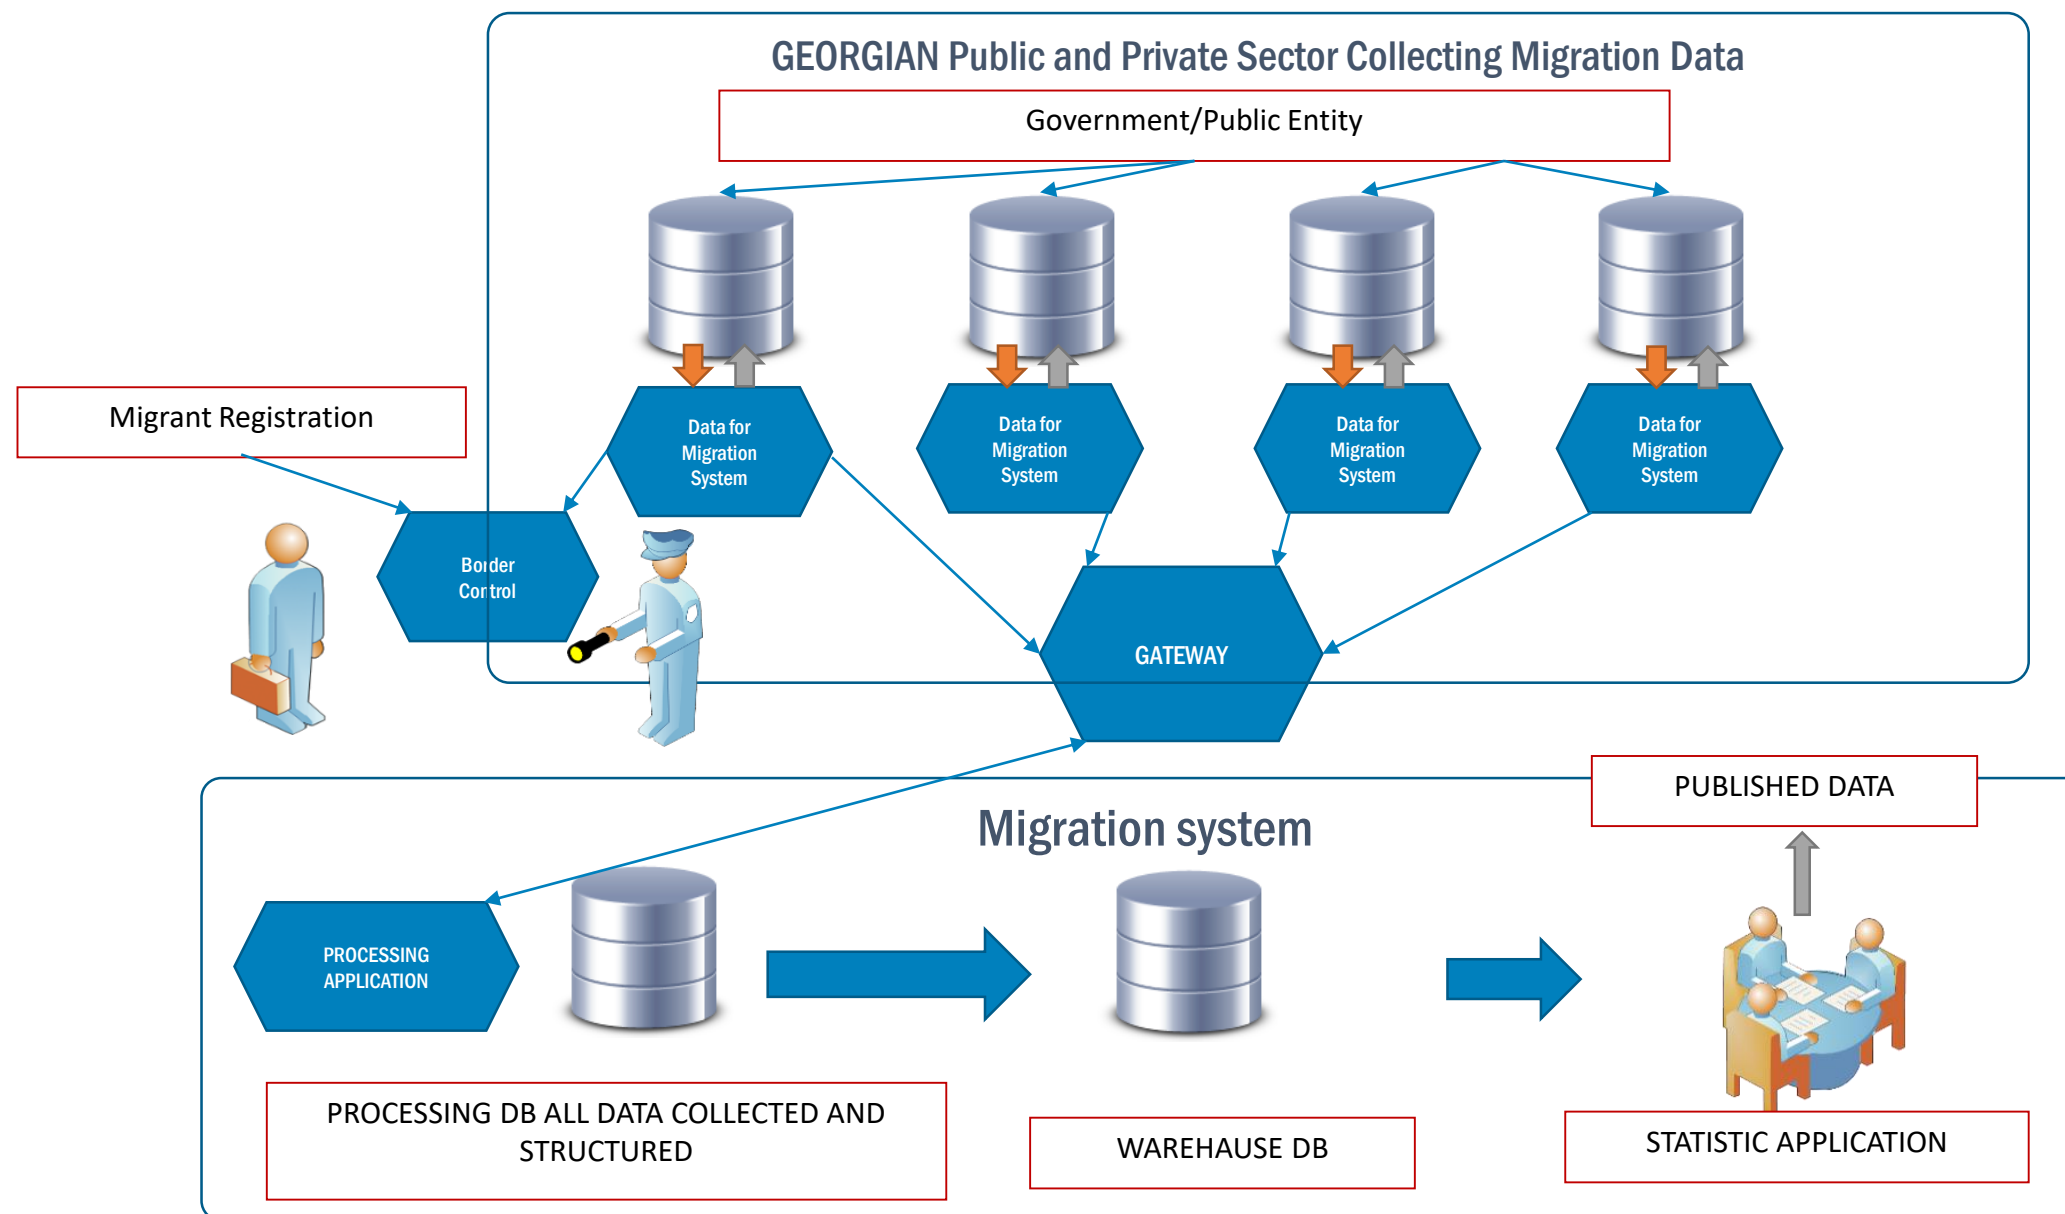 GEORGIAN Public and Private Sector Collecting Migration Data
Government/Public Entity
Migrant Registration
Data for
Migration
System
Data for
Migration
System
Data for
Migration
System
Data for
Migration
System
Border
Control
GATEWAY
PUBLISHED DATA
Migration system
PROCESSING
APPLICATION
PROCESSING DB ALL DATA COLLECTED AND
STRUCTURED
WAREHAUSE DB
STATISTIC APPLICATION